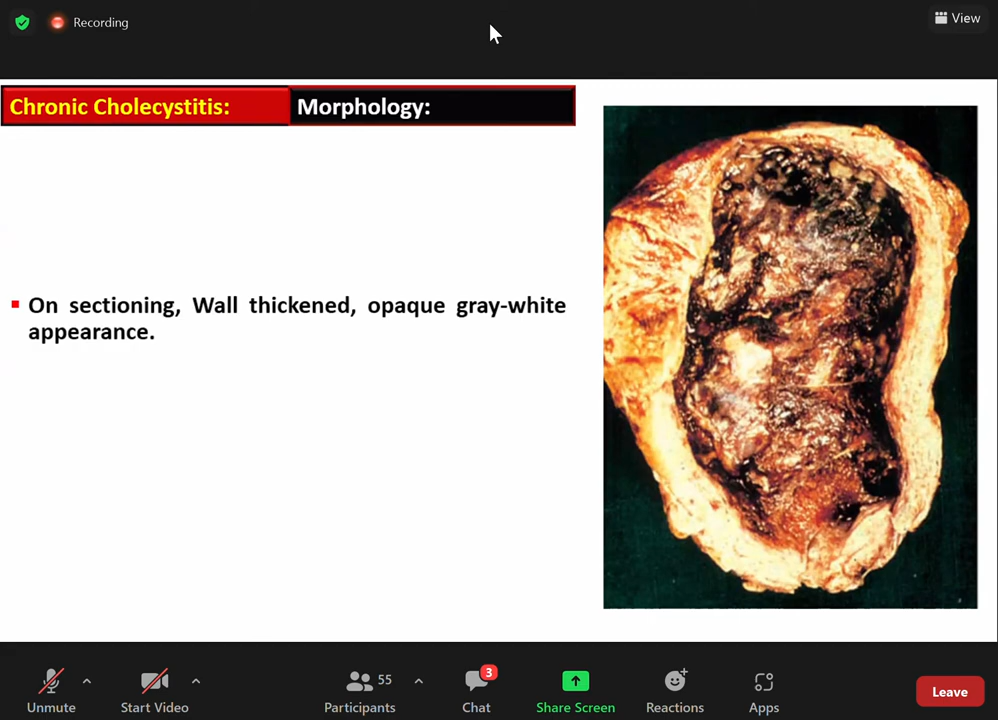 Recording
View
Chronic Cholecystitis: Morphology:
On sectioning, Wall thickened, opaque gray-white
appearance.
55
3
Unmute
Start Video
Participants
Chat
Share Screen
Reactions
Apps
Leave